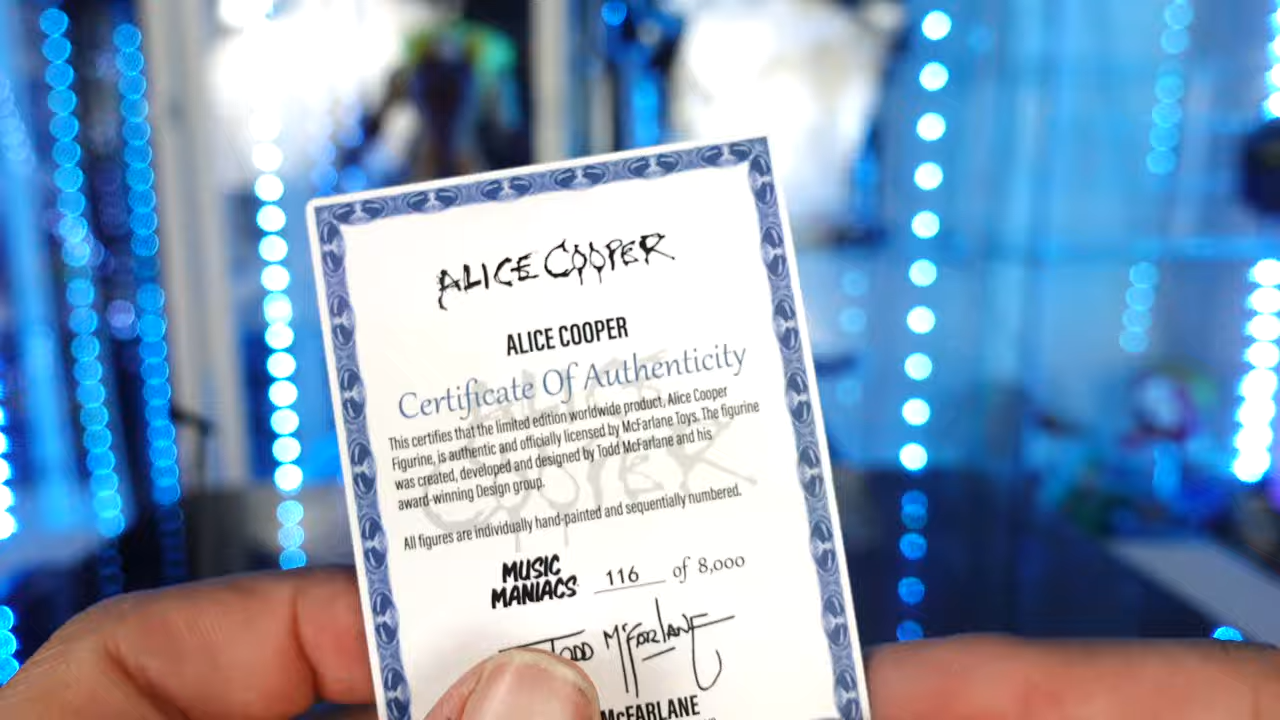 ALICE COOPER
ALICE COOPER
Certificate Of Authenticity
This certifies that the limited edition worldwide product, Alice Cooper
Figurine, is authentic and officially licensed by McFarlane Toys. The figurine
was created, developed and designed by Todd McFarlane and his
award-winning Design group.
All figures are individually hand-painted and sequentially numbered.
MUSIC
MANIACS
116 of 8,000
TODD McFARLANE
McFARLANE